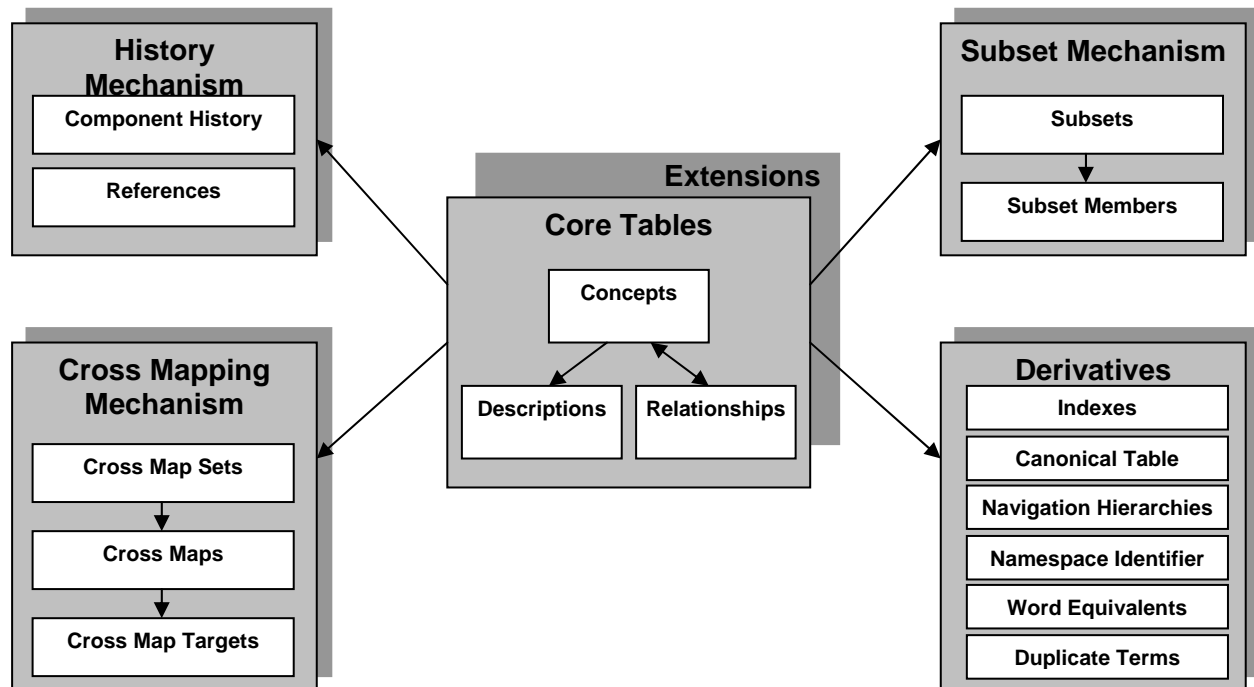 History
Mechanism
Component History
References
Subset Mechanism
Subsets
Subset Members
Extensions
Core Tables
Concepts
Descriptions
Relationships
Cross Mapping
Mechanism
Cross Map Sets
Cross Maps
Cross Map Targets
Derivatives
Indexes
Canonical Table
Navigation Hierarchies
Namespace Identifier
Word Equivalents
Duplicate Terms